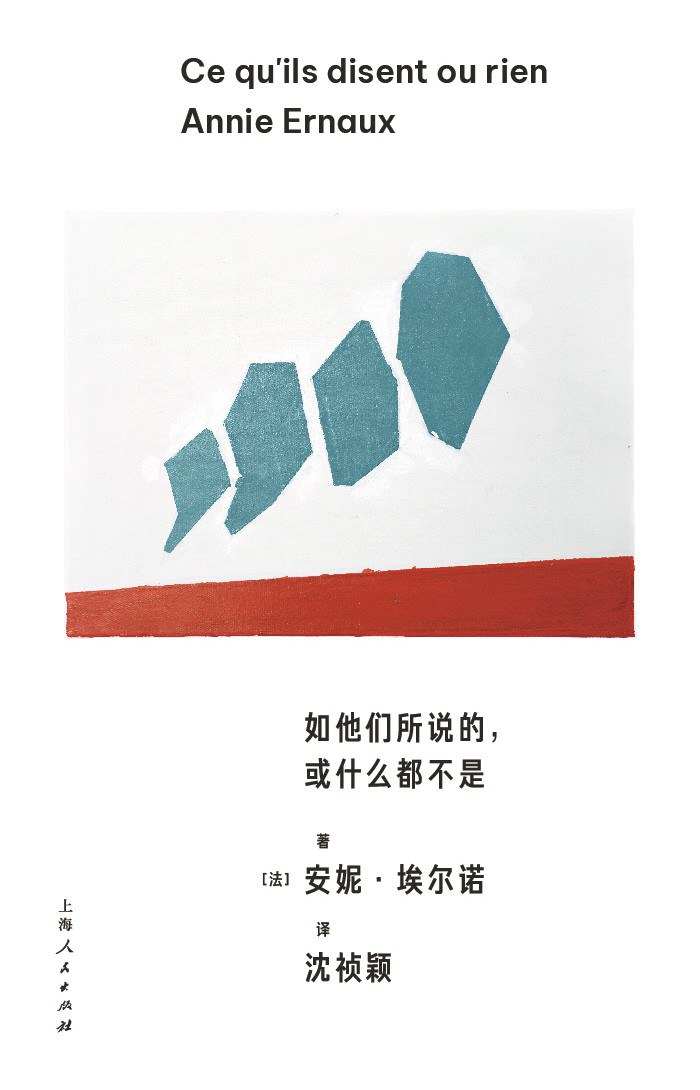 Ce qu'ils disent ou rien
Annie Ernaux
如他们所说的,
或什么都不是
著
[法] 安妮·埃尔诺
译
沈祯颖
上海人民出版社